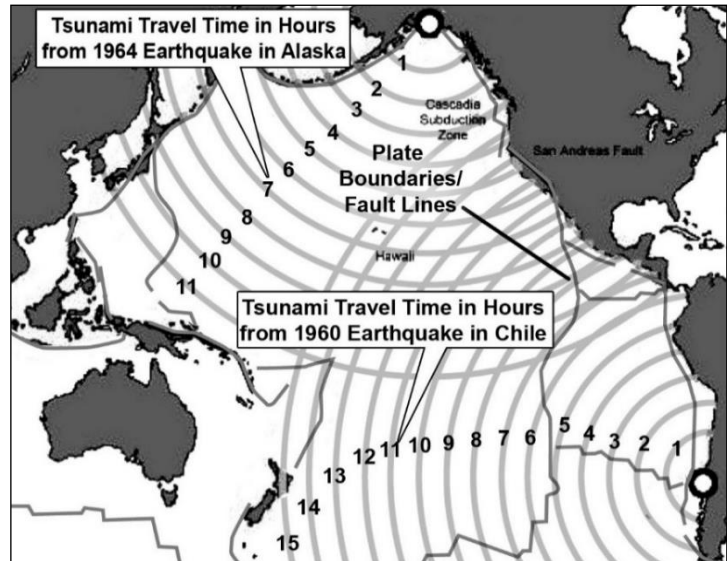 Tsunami Travel Time in Hours
from 1964 Earthquake in Alaska
1
2
3
4
5
6
7
8
9
10
11
Cascadia
Subduction
Zone
San Andreas Fault
Plate
Boundaries/
Fault Lines
Hawaii
Tsunami Travel Time in Hours
from 1960 Earthquake in Chile
15
14
13
12
11
10
9
8
7
6
5
4
3
2
1